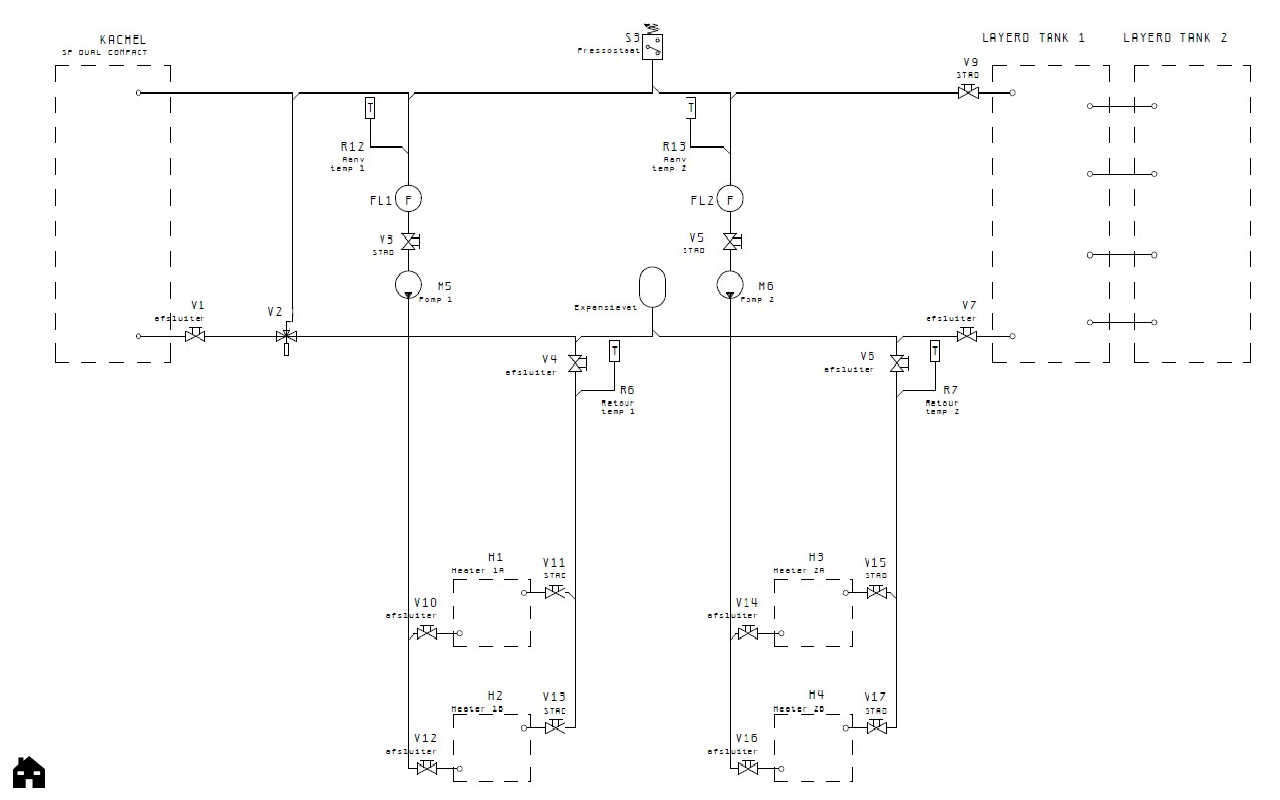 KACHEL
SF DUAL COMPACT
S3
Pressostaat
LAYERD TANK 1
LAYERD TANK 2
V9
STAD
T
T
R12
Aanv
temp 1
R13
Aanv
temp 2
FL1
F
FL2
F
V3
STAD
V5
STAD
M5
Pomp 1
M6
Pomp 2
V1
afsluiter
V2
Expansievat
V7
afsluiter
V4
afsluiter
T
V6
afsluiter
T
R6
Retour
temp 1
R7
Retour
temp 2
H1
Heater 1A
V11
STAD
H3
Heater 2A
V15
STAD
V10
afsluiter
V14
afsluiter
H2
Heater 1B
V13
STAD
H4
Heater 2B
V17
STAD
V12
afsluiter
V16
afsluiter